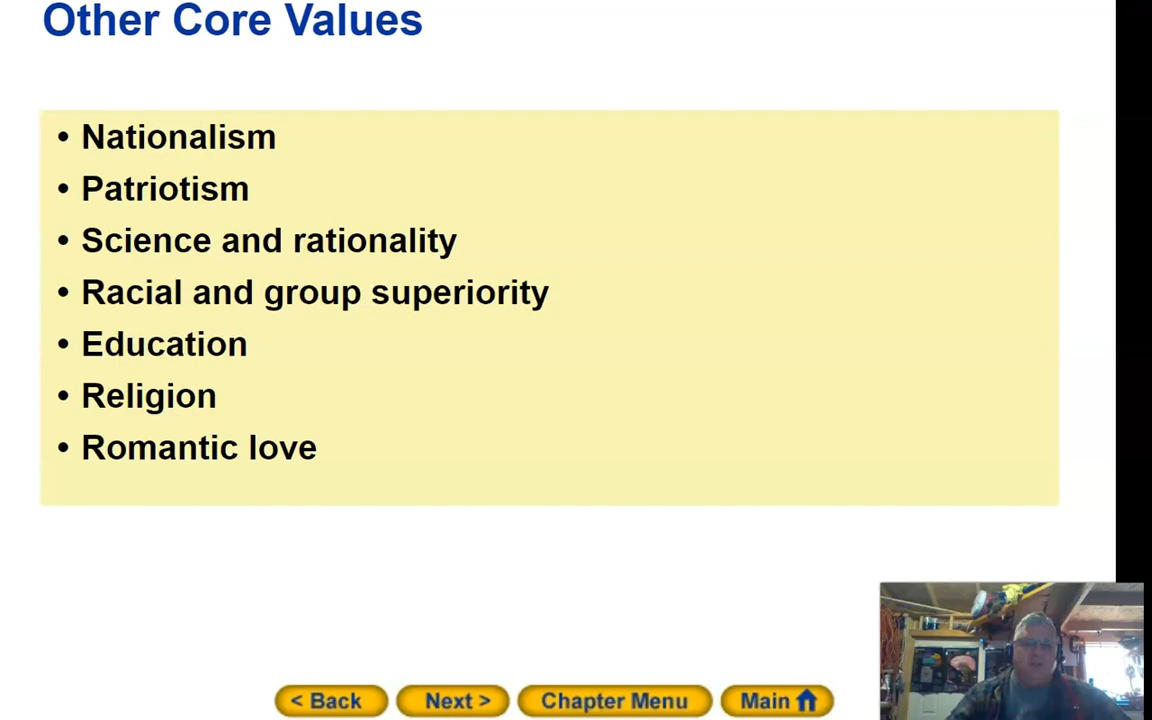 Other Core Values
• Nationalism
• Patriotism
• Science and rationality
• Racial and group superiority
• Education
• Religion
• Romantic love
< Back Next > Chapter Menu Main